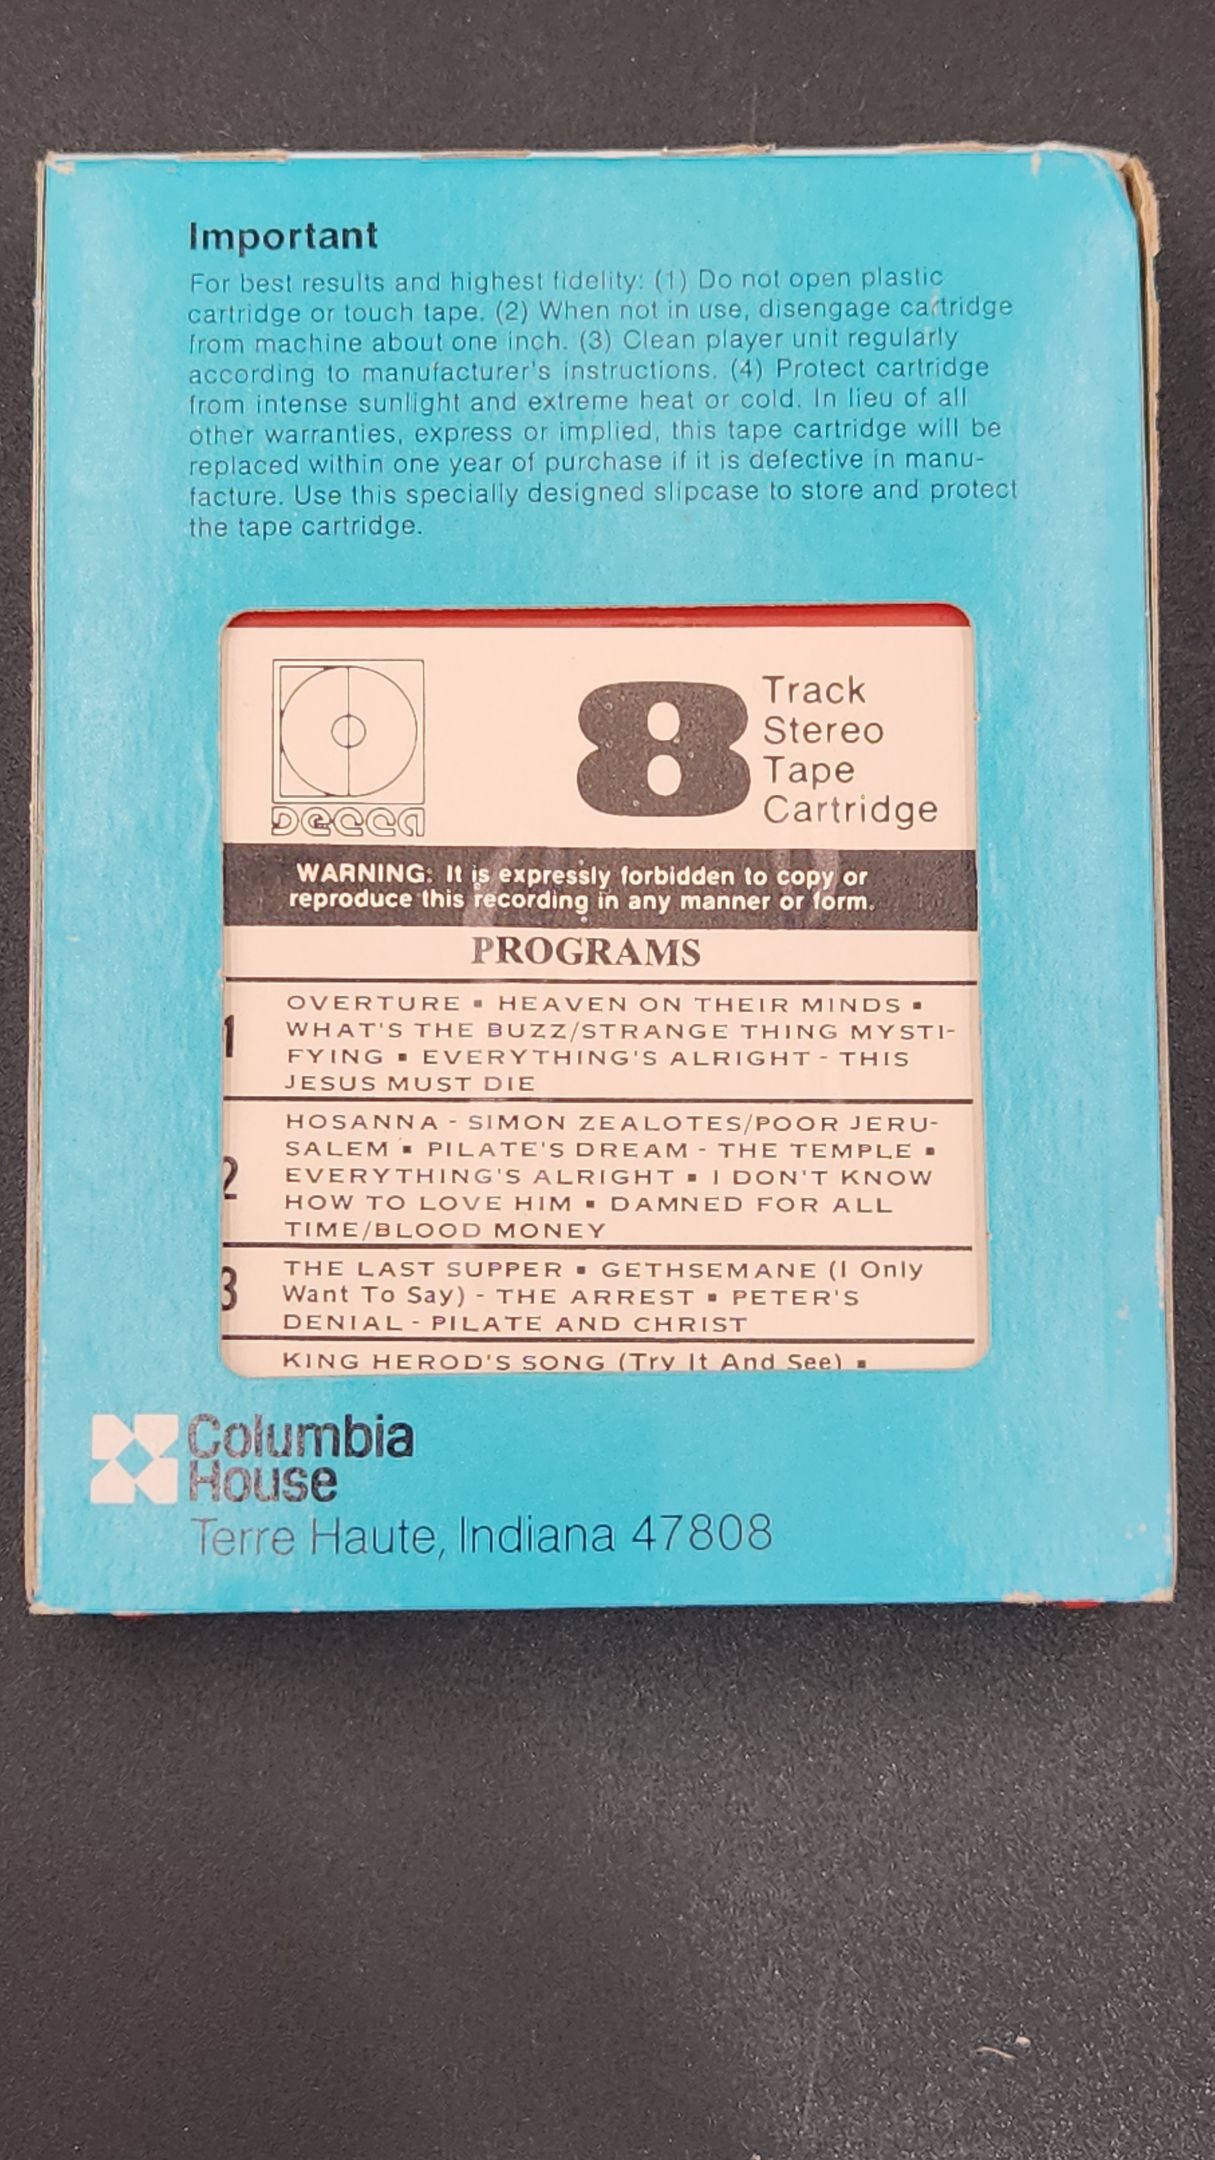 Important
For best results and highest fidelity: (1) Do not open plastic
cartridge or touch tape. (2) When not in use, disengage cartridge
from machine about one inch. (3) Clean player unit regularly
according to manufacturer's instructions. (4) Protect cartridge
from intense sunlight and extreme heat or cold. In lieu of all
other warranties, express or implied, this tape cartridge will be
replaced within one year of purchase if it is defective in manu-
facture. Use this specially designed slipcase to store and protect
the tape cartridge.
DECCA
8 Track
Stereo
Tape
Cartridge
WARNING: It is expressly forbidden to copy or
reproduce this recording in any manner or form.
PROGRAMS
1
OVERTURE ▪ HEAVEN ON THEIR MINDS ▪
WHAT'S THE BUZZ/STRANGE THING MYSTI-
FYING ▪ EVERYTHING'S ALRIGHT - THIS
JESUS MUST DIE
2
HOSANNA - SIMON ZEALOTES/POOR JERU-
SALEM ▪ PILATE'S DREAM - THE TEMPLE ▪
EVERYTHING'S ALRIGHT ▪ I DON'T KNOW
HOW TO LOVE HIM ▪ DAMNED FOR ALL
TIME/BLOOD MONEY
3
THE LAST SUPPER ▪ GETHSEMANE (I Only
Want To Say) - THE ARREST ▪ PETER'S
DENIAL - PILATE AND CHRIST
KING HEROD'S SONG (Try It And See) ▪
Columbia
House
Terre Haute, Indiana 47808